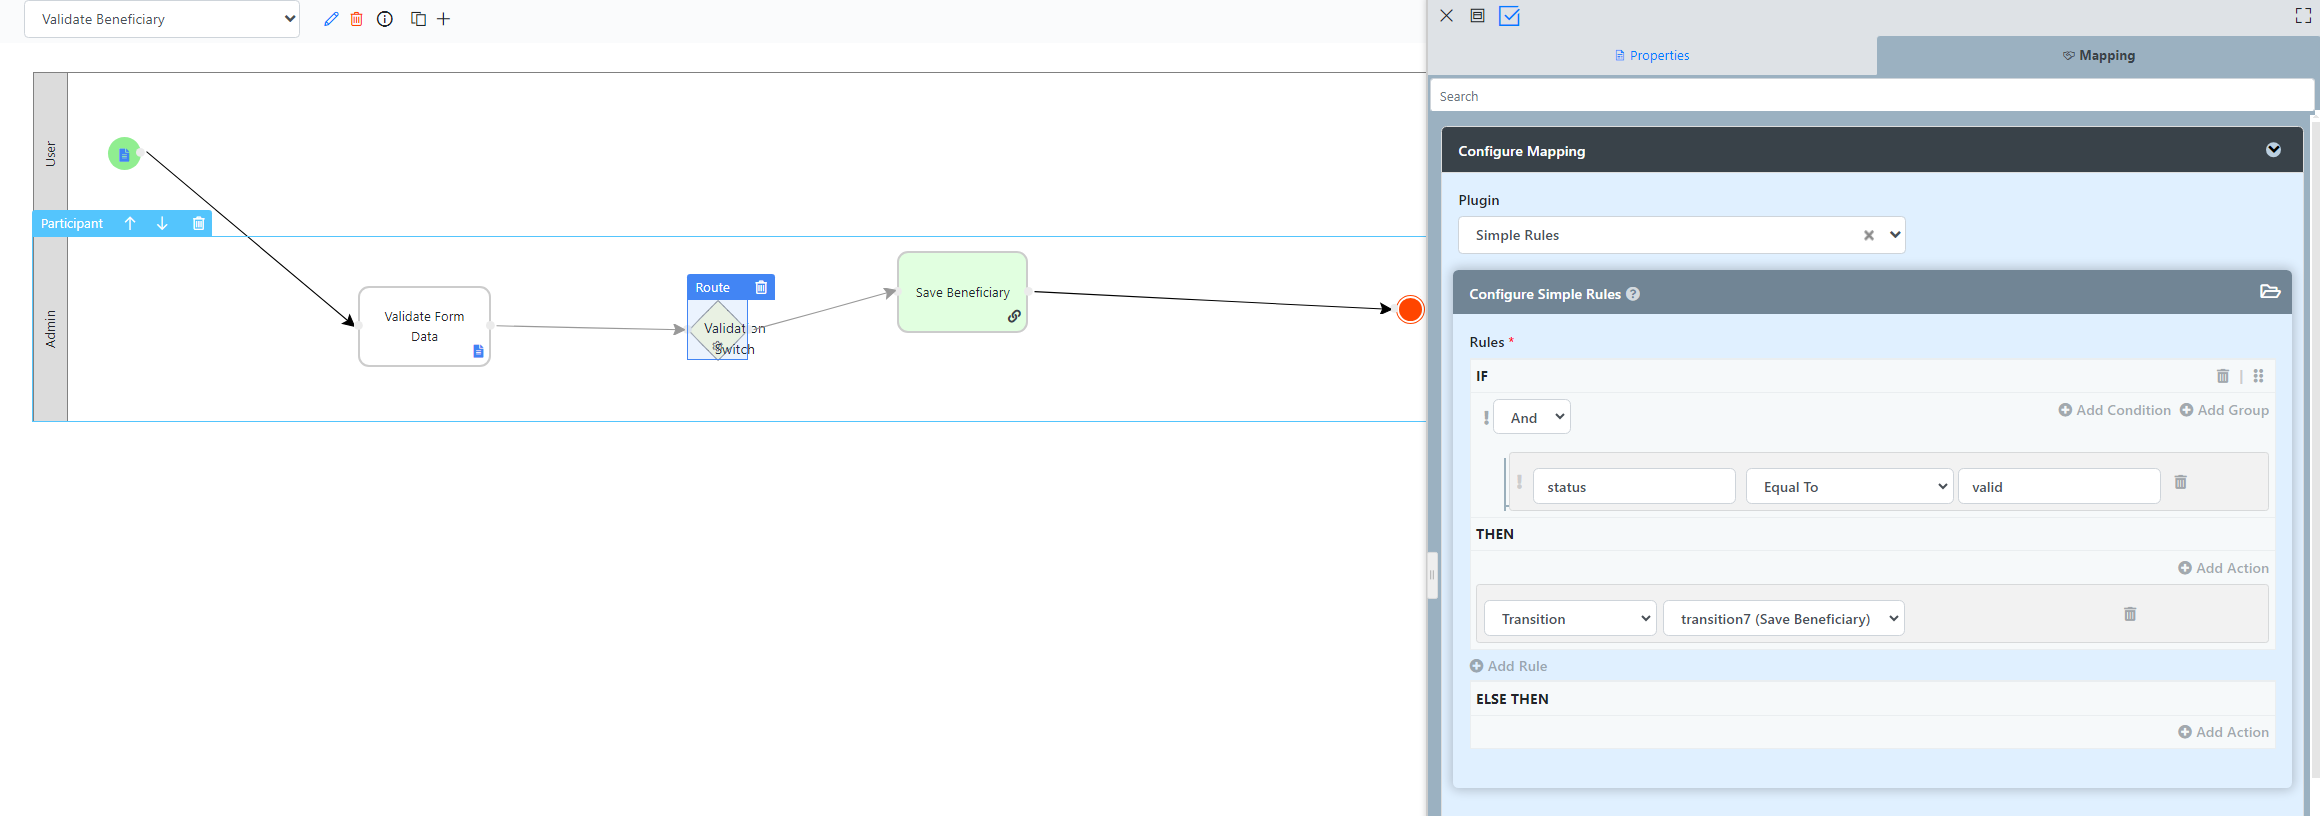 Validate Beneficiary
User
Participant
Admin
Validate Form
Data
Route
Validation
Switch
Save Beneficiary
Properties
Mapping
Search
Configure Mapping
Plugin
Simple Rules
Configure Simple Rules
Rules *
IF
And
Add Condition
Add Group
status
Equal To
valid
THEN
Add Action
Transition
transition7 (Save Beneficiary)
Add Rule
ELSE THEN
Add Action